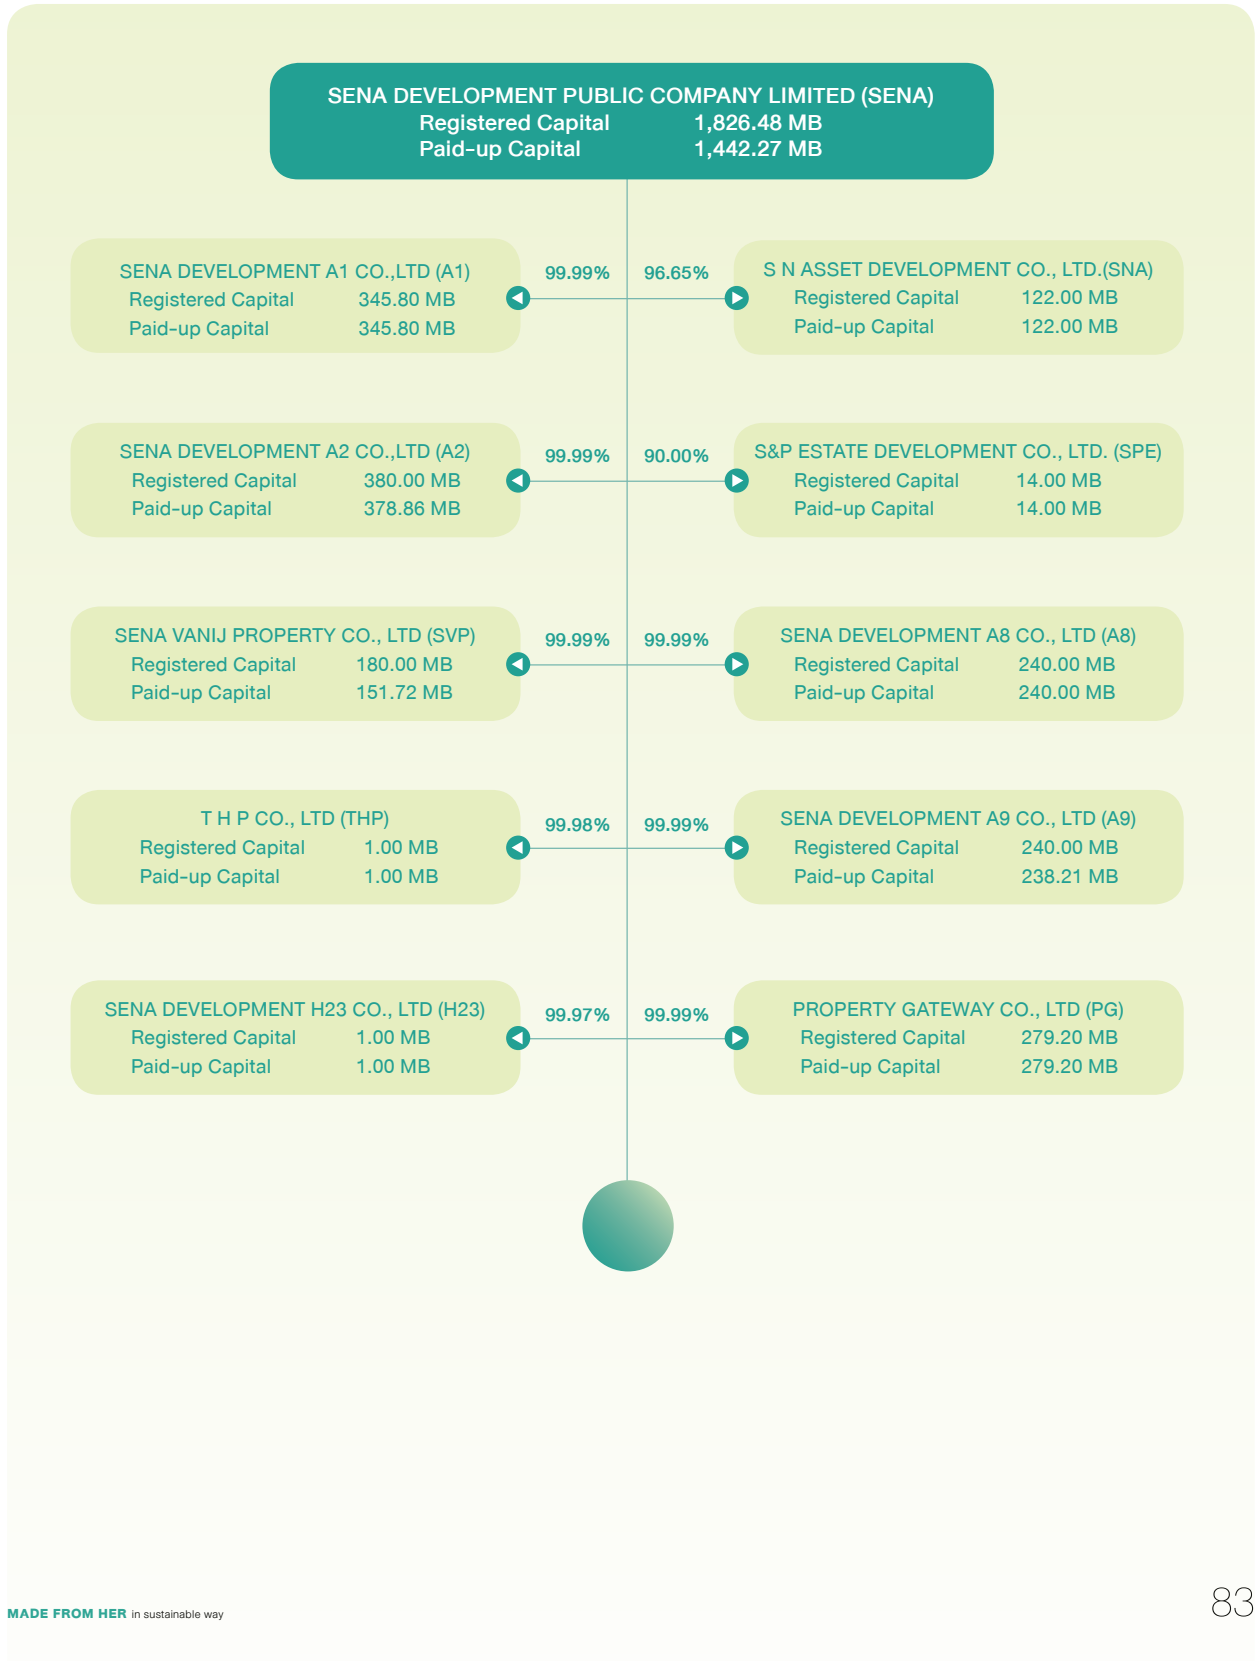 SENA DEVELOPMENT PUBLIC COMPANY LIMITED (SENA)
Registered Capital 1,826.48 MB
Paid-up Capital 1,442.27 MB
SENA DEVELOPMENT A1 CO.,LTD (A1)
Registered Capital 345.80 MB
Paid-up Capital 345.80 MB
99.99% 96.65%
S N ASSET DEVELOPMENT CO., LTD.(SNA)
Registered Capital 122.00 MB
Paid-up Capital 122.00 MB
SENA DEVELOPMENT A2 CO.,LTD (A2)
Registered Capital 380.00 MB
Paid-up Capital 378.86 MB
99.99% 90.00%
S&P ESTATE DEVELOPMENT CO., LTD. (SPE)
Registered Capital 14.00 MB
Paid-up Capital 14.00 MB
SENA VANIJ PROPERTY CO., LTD (SVP)
Registered Capital 180.00 MB
Paid-up Capital 151.72 MB
99.99% 99.99%
SENA DEVELOPMENT A8 CO., LTD (A8)
Registered Capital 240.00 MB
Paid-up Capital 240.00 MB
T H P CO., LTD (THP)
Registered Capital 1.00 MB
Paid-up Capital 1.00 MB
99.98% 99.99%
SENA DEVELOPMENT A9 CO., LTD (A9)
Registered Capital 240.00 MB
Paid-up Capital 238.21 MB
SENA DEVELOPMENT H23 CO., LTD (H23)
Registered Capital 1.00 MB
Paid-up Capital 1.00 MB
99.97% 99.99%
PROPERTY GATEWAY CO., LTD (PG)
Registered Capital 279.20 MB
Paid-up Capital 279.20 MB
MADE FROM HER in sustainable way
83